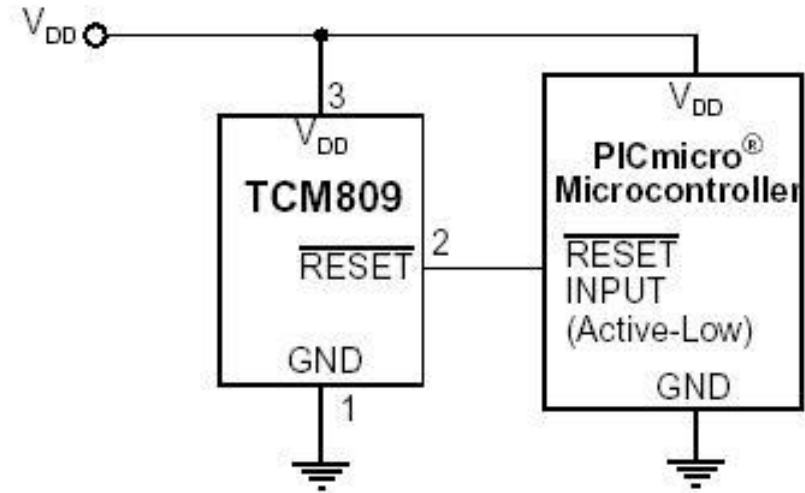 VDD
3
VDD
TCM809
RESET
2
GND
1
VDD
PICmicro®
Microcontroller
RESET
INPUT
(Active-Low)
GND